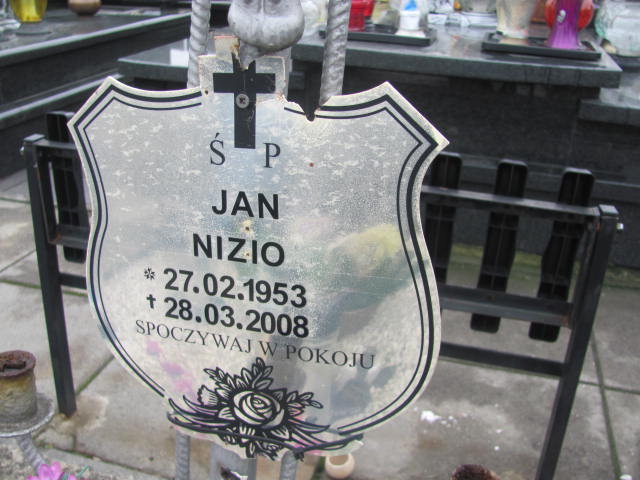 Ś P
JAN
NIZIO
* 27.02.1953
✝ 28.03.2008
SPOCZYWAJ W POKOJU